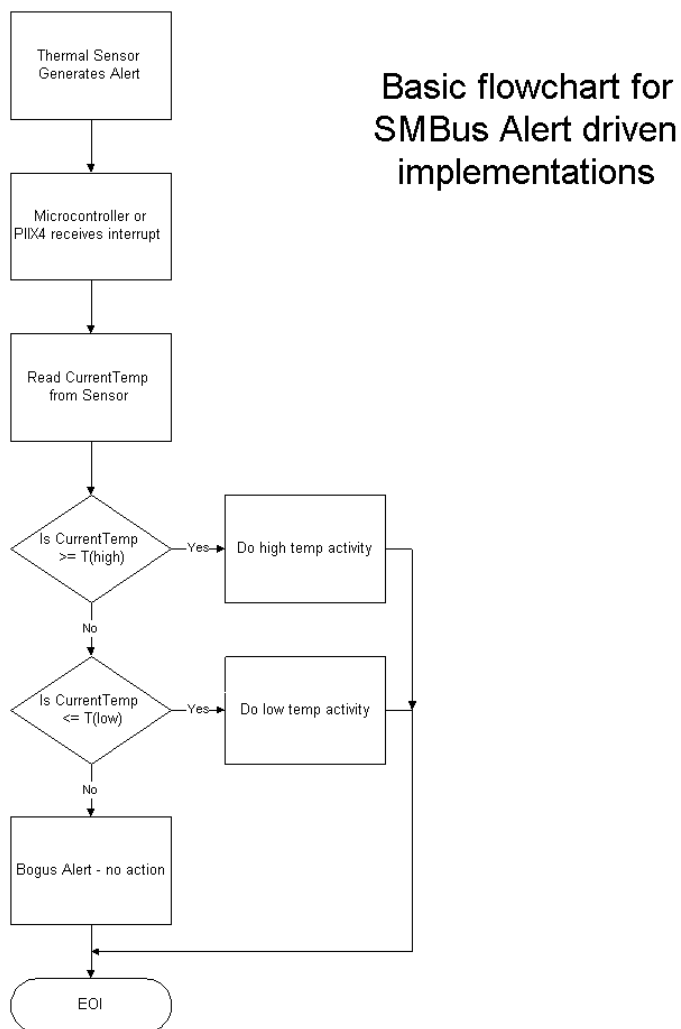 Thermal Sensor
Generates Alert
Basic flowchart for
SMBus Alert driven
implementations
Microcontroller or
PIIX4 receives interrupt
Read CurrentTemp
from Sensor
Is CurrentTemp
>= T(high)
Yes
Do high temp activity
No
Is CurrentTemp
<= T(low)
Yes
Do low temp activity
No
Bogus Alert - no action
EOI